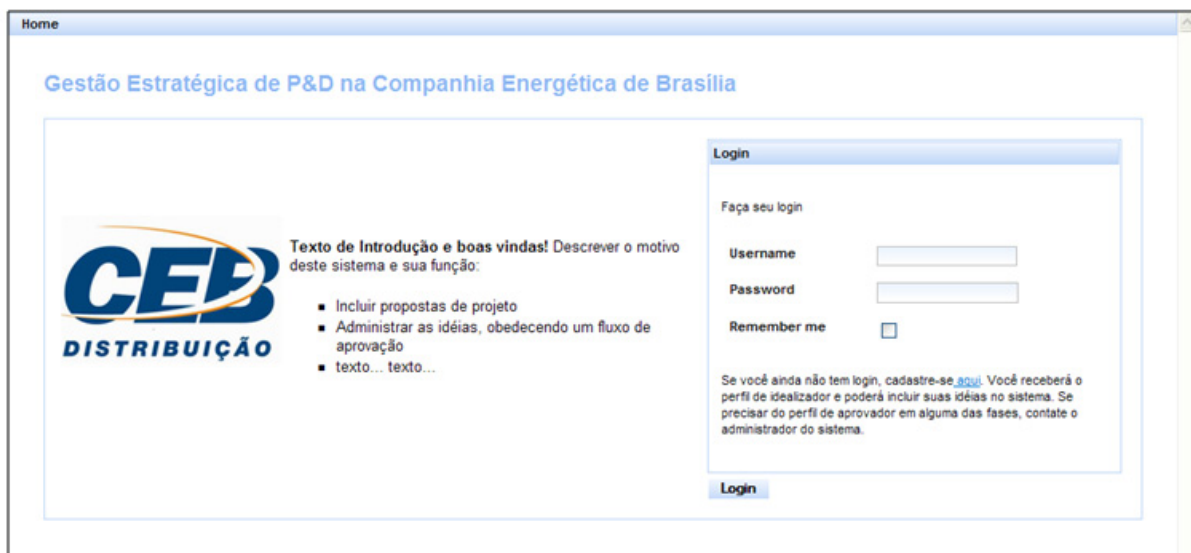 Home
Gestão Estratégica de P&D na Companhia Energética de Brasília
CEB
DISTRIBUIÇÃO
Texto de Introdução e boas vindas! Descrever o motivo
deste sistema e sua função:
▪ Incluir propostas de projeto
▪ Administrar as idéias, obedecendo um fluxo de
aprovação
▪ texto... texto...
Login
Faça seu login
Username
Password
Remember me
Se você ainda não tem login, cadastre-se aqui. Você receberá o
perfil de idealizador e poderá incluir suas idéias no sistema. Se
precisar do perfil de aprovador em alguma das fases, contate o
administrador do sistema.
Login